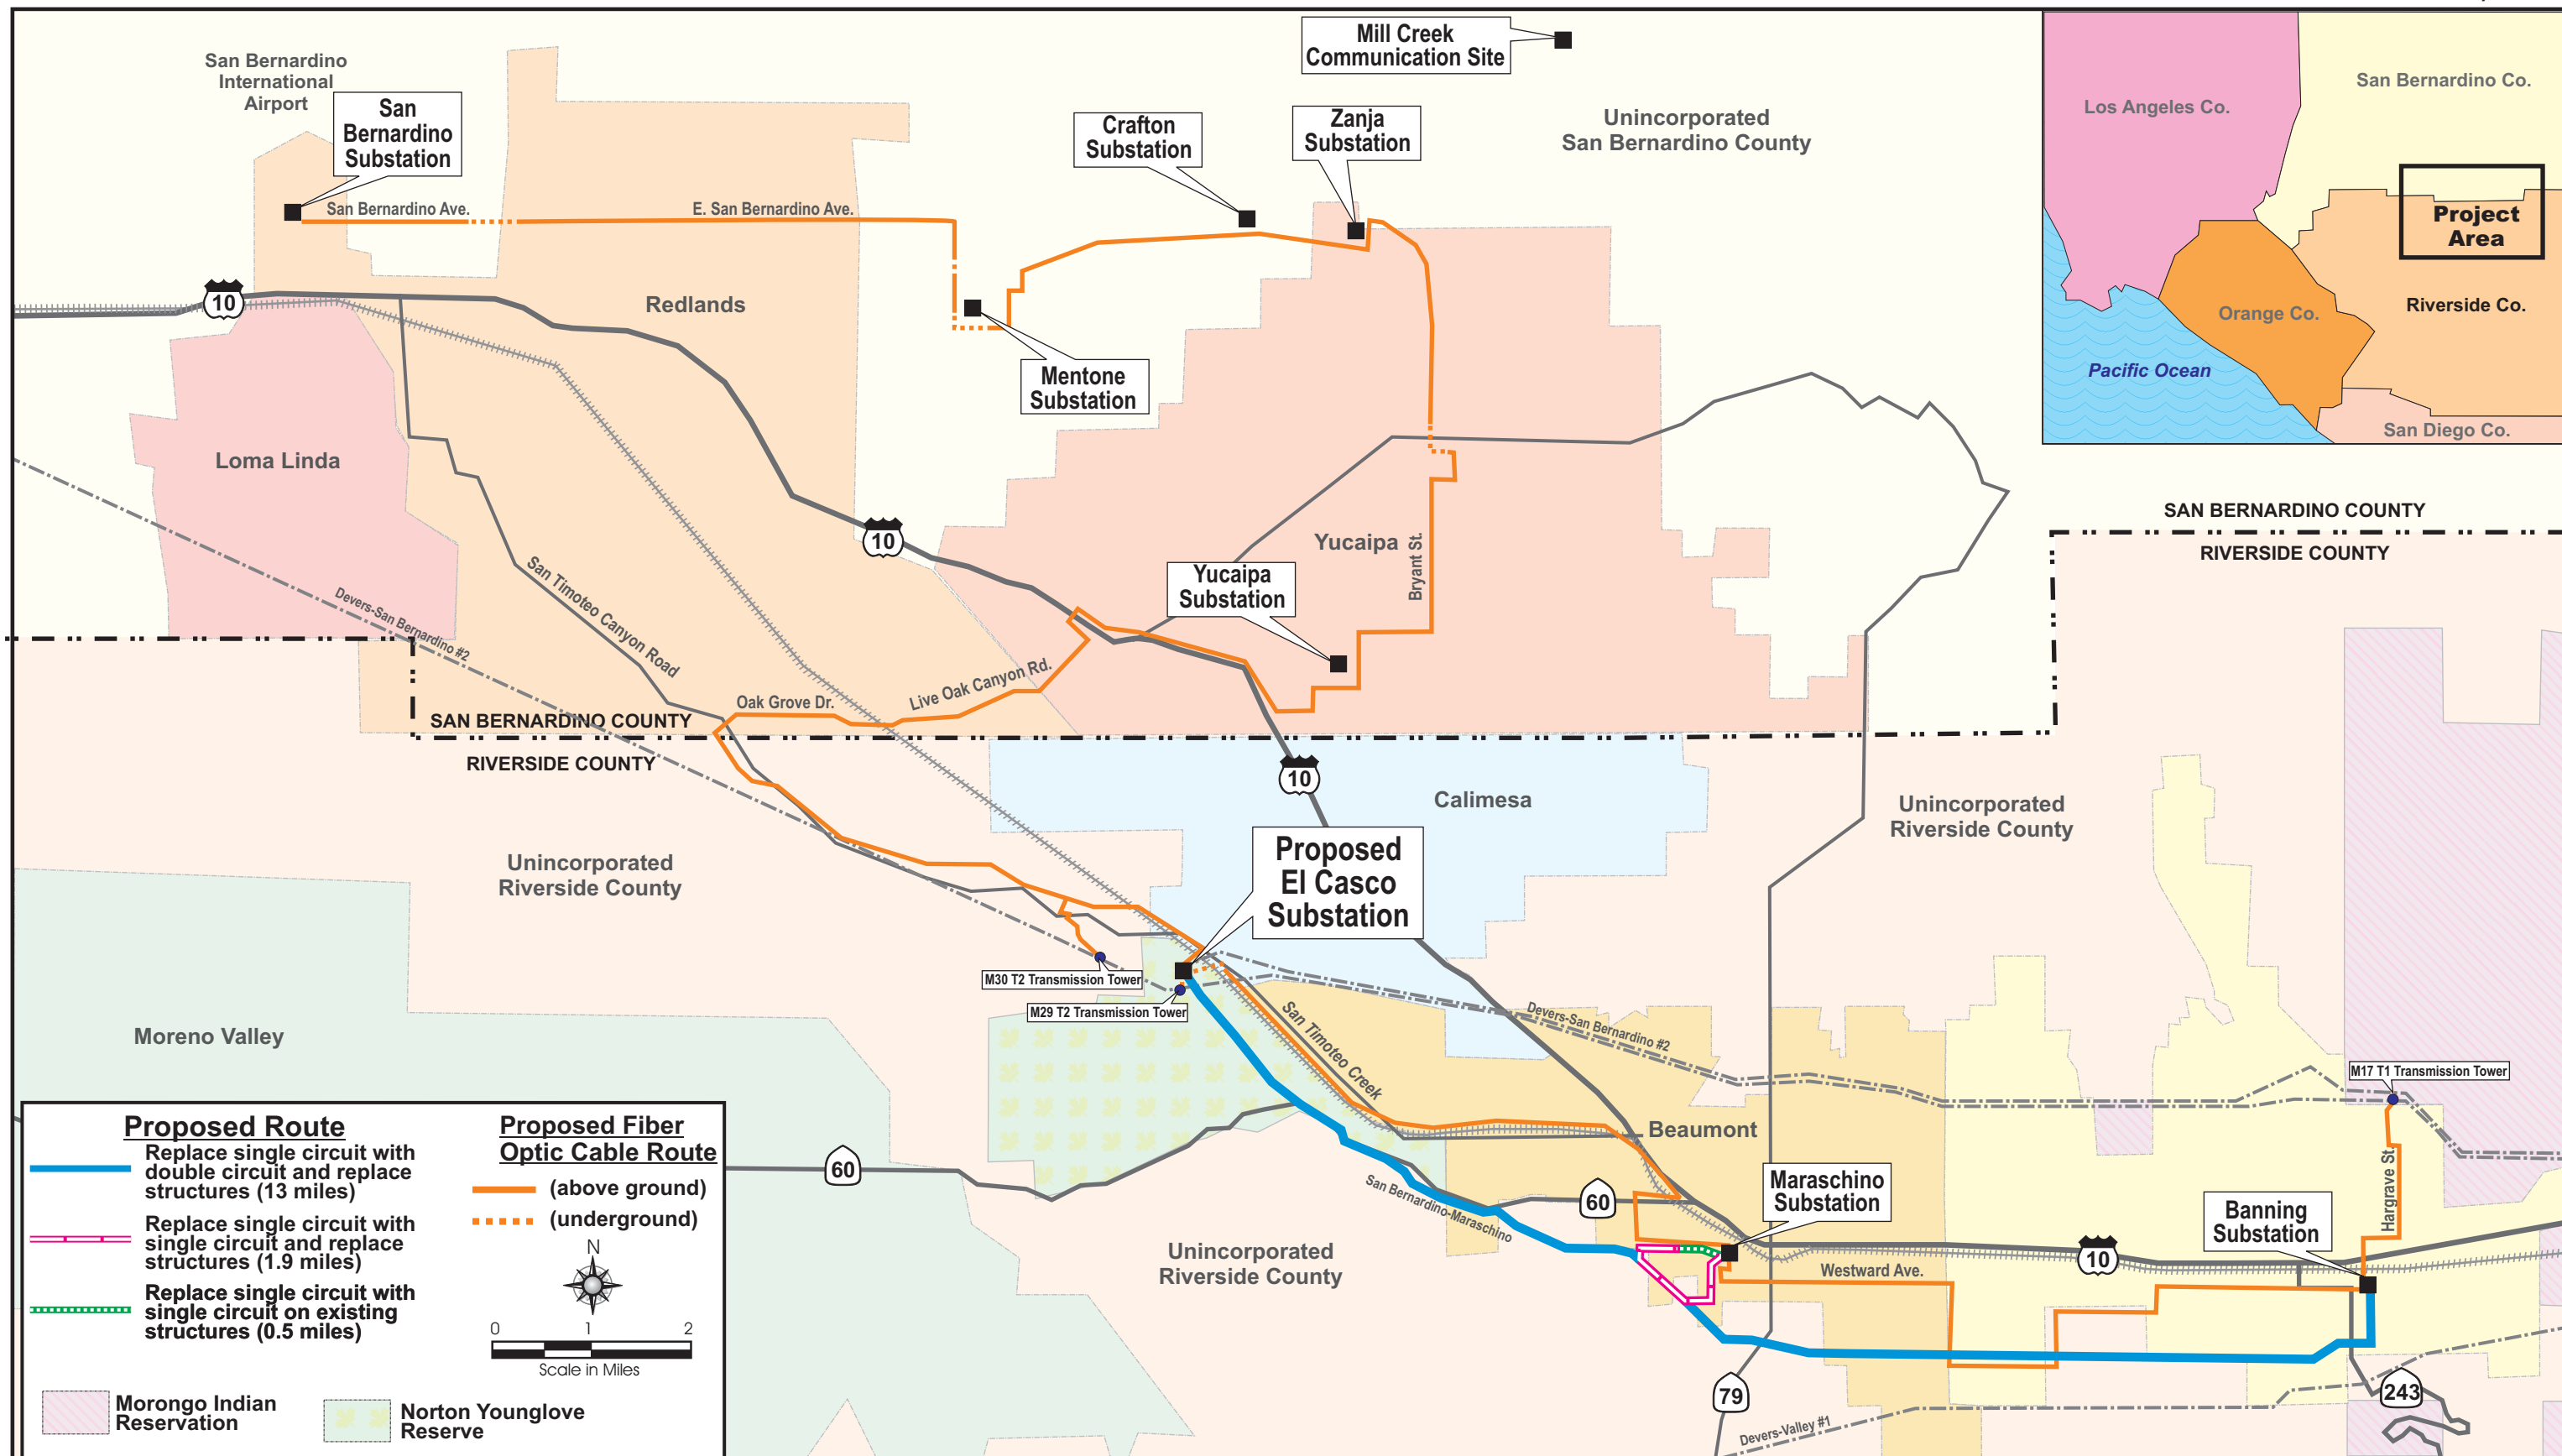 Mill Creek
Communication Site
San Bernardino
International
Airport
San
Bernardino
Substation
Crafton
Substation
Zanja
Substation
Unincorporated
San Bernardino County
Los Angeles Co.
San Bernardino Co.
Project
Area
Orange Co.
Riverside Co.
Pacific Ocean
San Diego Co.
San Bernardino Ave.
E. San Bernardino Ave.
10
Redlands
Mentone
Substation
Loma Linda
10
Yucaipa
Bryant St.
Yucaipa
Substation
SAN BERNARDINO COUNTY
RIVERSIDE COUNTY
San Timoteo Canyon Road
Devers-San Bernardino #2
Oak Grove Dr.
Live Oak Canyon Rd.
SAN BERNARDINO COUNTY
RIVERSIDE COUNTY
10
Calimesa
Unincorporated
Riverside County
Unincorporated
Riverside County
Proposed
El Casco
Substation
M30 T2 Transmission Tower
M29 T2 Transmission Tower
San Timoteo Creek
Devers-San Bernardino #2
Moreno Valley
M17 T1 Transmission Tower
Beaumont
Hargrave St.
60
60
San Bernardino-Maraschino
Maraschino
Substation
Banning
Substation
10
Westward Ave.
Unincorporated
Riverside County
79
243
Devers-Valley #1
Proposed Route
Replace single circuit with
double circuit and replace
structures (13 miles)
Replace single circuit with
single circuit and replace
structures (1.9 miles)
Replace single circuit with
single circuit on existing
structures (0.5 miles)
Proposed Fiber
Optic Cable Route
(above ground)
(underground)
N
0 1 2
Scale in Miles
Morongo Indian
Reservation
Norton Younglove
Reserve